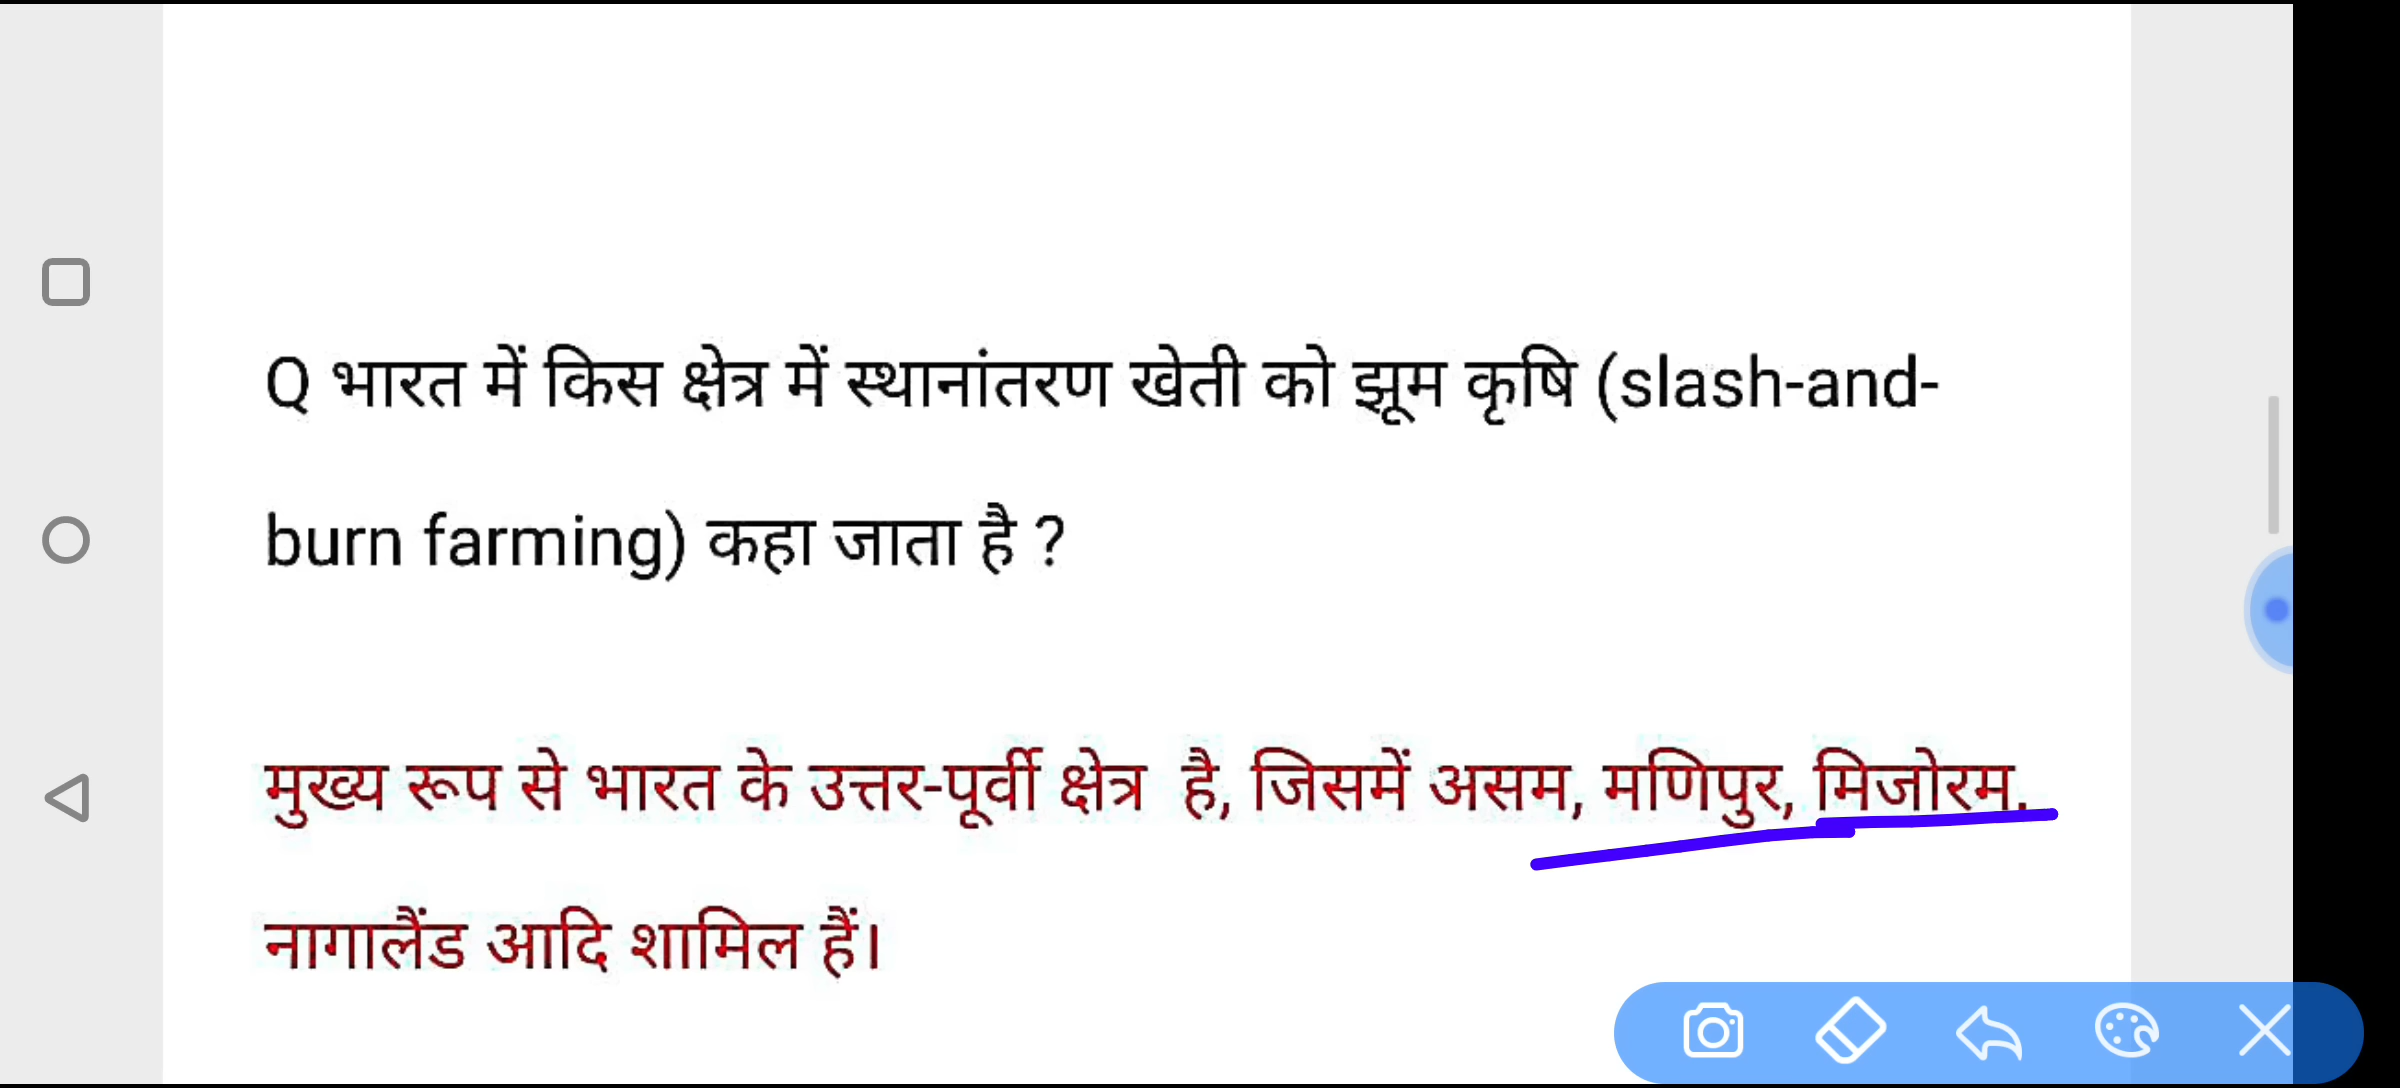 Q भारत में किस क्षेत्र में स्थानांतरण खेती को झूम कृषि (slash-and-
burn farming) कहा जाता है ?
मुख्य रूप से भारत के उत्तर-पूर्वी क्षेत्र है, जिसमें असम, मणिपुर, मिजोरम,
नागालैंड आदि शामिल हैं।